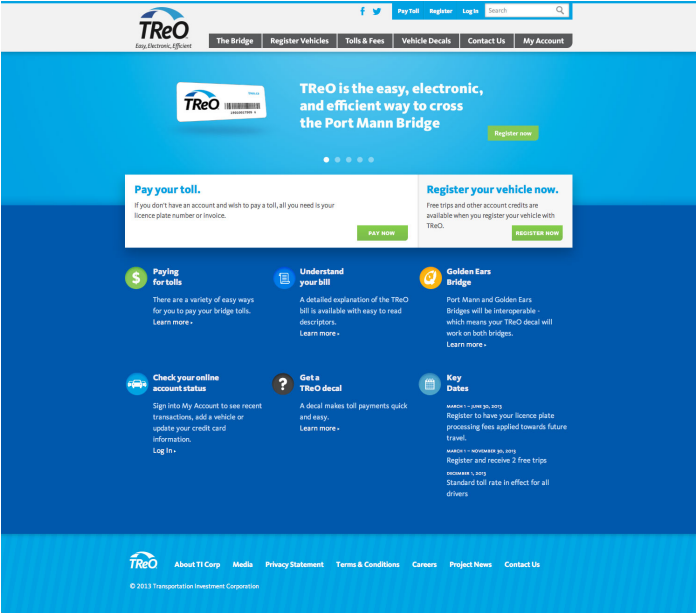 TReO
Easy, Electronic, Efficient
Pay Toll Register Log In Search
The Bridge Register Vehicles Tolls & Fees Vehicle Decals Contact Us My Account
TReO
TReO is the easy, electronic,
and efficient way to cross
the Port Mann Bridge
Register now
Pay your toll.
If you don't have an account and wish to pay a toll, all you need is your
licence plate number or invoice.
PAY NOW
Register your vehicle now.
Free trips and other account credits are
available when you register your vehicle with
TReO.
REGISTER NOW
Paying
for tolls
There are a variety of easy ways
for you to pay your bridge tolls.
Learn more ▸
Understand
your bill
A detailed explanation of the TReO
bill is available with easy to read
descriptors.
Learn more ▸
Golden Ears
Bridge
Port Mann and Golden Ears
Bridges will be interoperable -
which means your TReO decal will
work on both bridges.
Learn more ▸
Check your online
account status
Sign into My Account to see recent
transactions, add a vehicle or
update your credit card
information.
Log In ▸
Get a
TReO decal
A decal makes toll payments quick
and easy.
Learn more ▸
Key
Dates
MARCH 1 – JUNE 30, 2013
Register to have your licence plate
processing fees applied towards future
travel.
MARCH 1 – NOVEMBER 30, 2013
Register and receive 2 free trips
DECEMBER 1, 2013
Standard toll rate in effect for all
drivers
TReO About TI Corp Media Privacy Statement Terms & Conditions Careers Project News Contact Us
© 2013 Transportation Investment Corporation